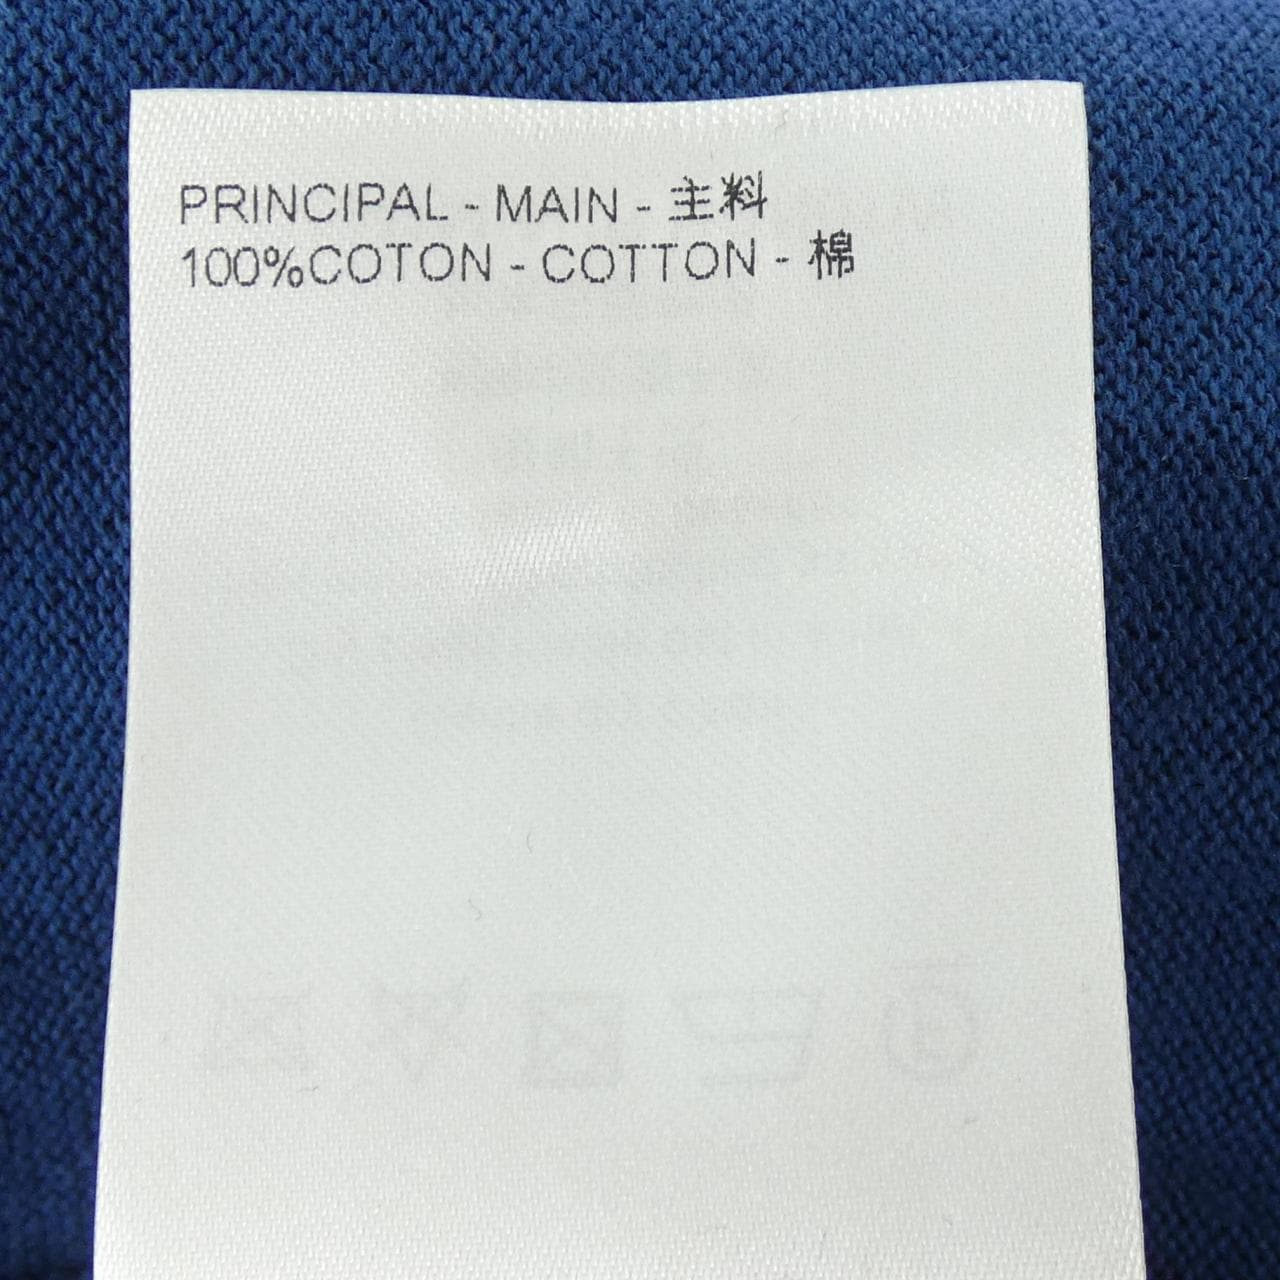 PRINCIPAL - MAIN - 主料
100%COTON - COTTON - 棉